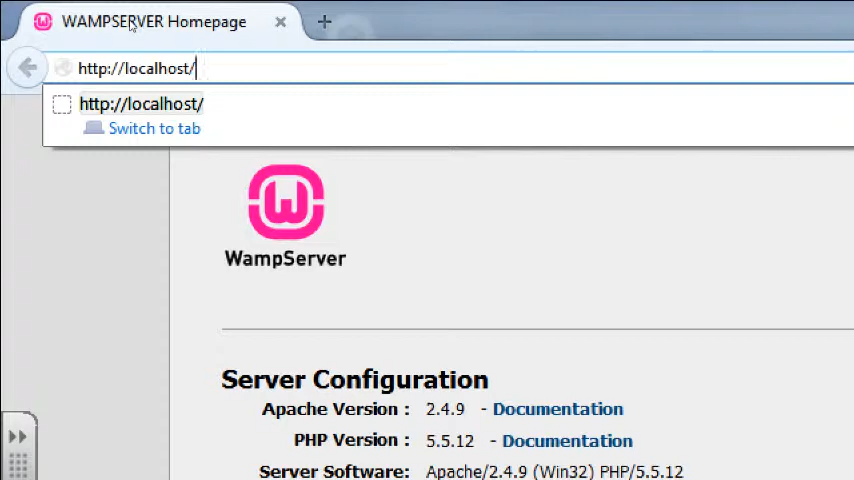 WAMPSERVER Homepage
http://localhost/
http://localhost/
Switch to tab
WampServer
Server Configuration
Apache Version : 2.4.9 - Documentation
PHP Version : 5.5.12 - Documentation
Server Software: Apache/2.4.9 (Win32) PHP/5.5.12